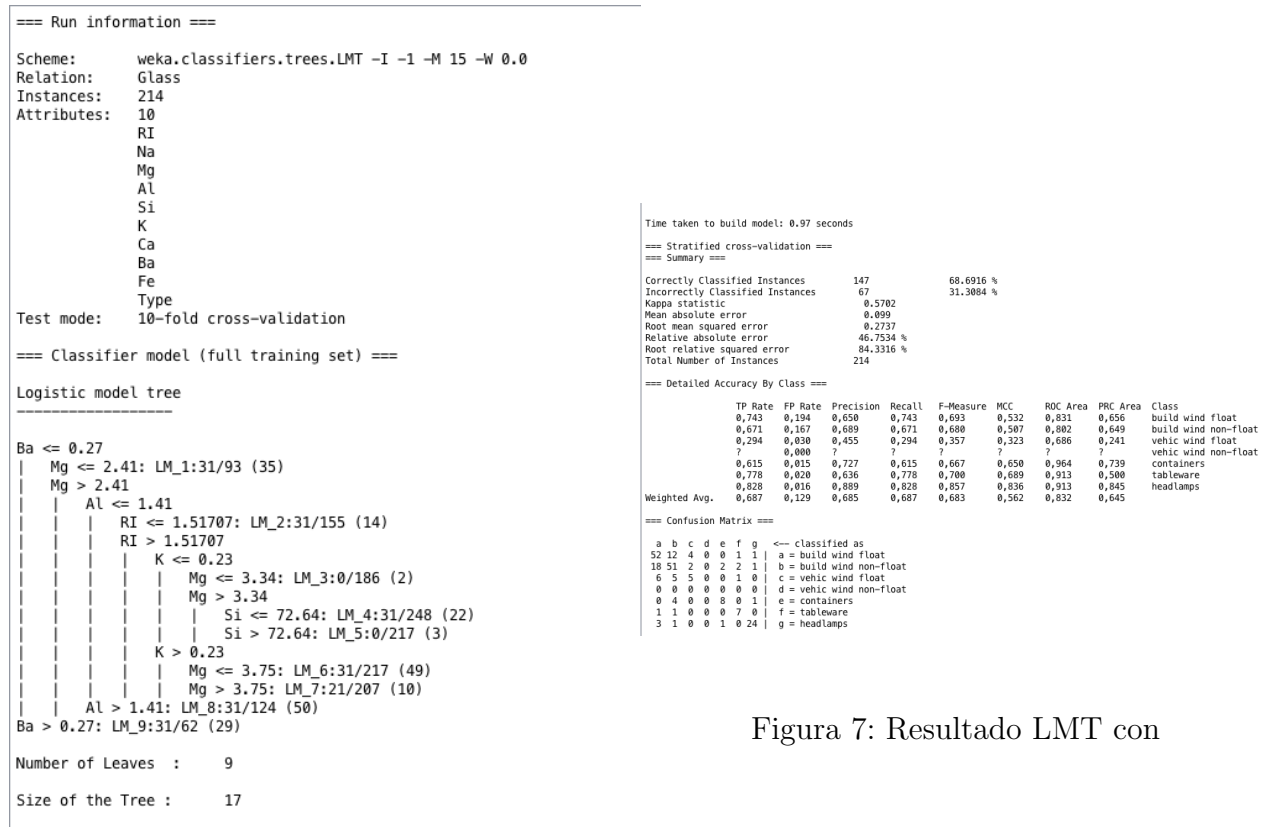 === Run information ===
Scheme:       weka.classifiers.trees.LMT -I -1 -M 15 -W 0.0
Relation:     Glass
Instances:    214
Attributes:   10
              RI
              Na
              Mg
              Al
              Si
              K
              Ca
              Ba
              Fe
              Type
Test mode:    10-fold cross-validation
=== Classifier model (full training set) ===
Logistic model tree
------------------
Ba <= 0.27
|   Mg <= 2.41: LM_1:31/93 (35)
|   Mg > 2.41
|   |   Al <= 1.41
|   |   |   RI <= 1.51707: LM_2:31/155 (14)
|   |   |   RI > 1.51707
|   |   |   |   K <= 0.23
|   |   |   |   |   Mg <= 3.34: LM_3:0/186 (2)
|   |   |   |   |   Mg > 3.34
|   |   |   |   |   |   Si <= 72.64: LM_4:31/248 (22)
|   |   |   |   |   |   Si > 72.64: LM_5:0/217 (3)
|   |   |   |   K > 0.23
|   |   |   |   |   Mg <= 3.75: LM_6:31/217 (49)
|   |   |   |   |   Mg > 3.75: LM_7:21/207 (10)
|   |   Al > 1.41: LM_8:31/124 (50)
Ba > 0.27: LM_9:31/62 (29)
Number of Leaves  :     9
Size of the Tree :      17
Time taken to build model: 0.97 seconds
=== Stratified cross-validation ===
=== Summary ===
Correctly Classified Instances         147               68.6916 %
Incorrectly Classified Instances        67               31.3084 %
Kappa statistic                          0.5702
Mean absolute error                      0.099
Root mean squared error                  0.2737
Relative absolute error                 46.7534 %
Root relative squared error             84.3316 %
Total Number of Instances              214
=== Detailed Accuracy By Class ===
TP Rate  FP Rate  Precision  Recall   F-Measure  MCC      ROC Area  PRC Area  Class
0,743    0,194    0,650      0,743    0,693      0,532    0,831     0,656     build wind float
0,671    0,167    0,689      0,671    0,680      0,507    0,802     0,649     build wind non-float
0,294    0,030    0,455      0,294    0,357      0,323    0,686     0,241     vehic wind float
?        0,000    ?          ?        ?          ?        ?         ?         vehic wind non-float
0,615    0,015    0,727      0,615    0,667      0,650    0,964     0,739     containers
0,778    0,020    0,636      0,778    0,700      0,689    0,913     0,500     tableware
0,828    0,016    0,889      0,828    0,857      0,836    0,913     0,845     headlamps
Weighted Avg.    0,687    0,129    0,685      0,687    0,683      0,562    0,832     0,645
=== Confusion Matrix ===
a  b  c  d  e  f  g   <-- classified as
52 12  4  0  0  1  1 |  a = build wind float
18 51  2  0  2  2  1 |  b = build wind non-float
6  5  5  0  0  1  0 |  c = vehic wind float
0  0  0  0  0  0  0 |  d = vehic wind non-float
0  4  0  0  8  0  1 |  e = containers
1  1  0  0  0  7  0 |  f = tableware
3  1  0  0  1  0 24 |  g = headlamps
Figura 7: Resultado LMT con